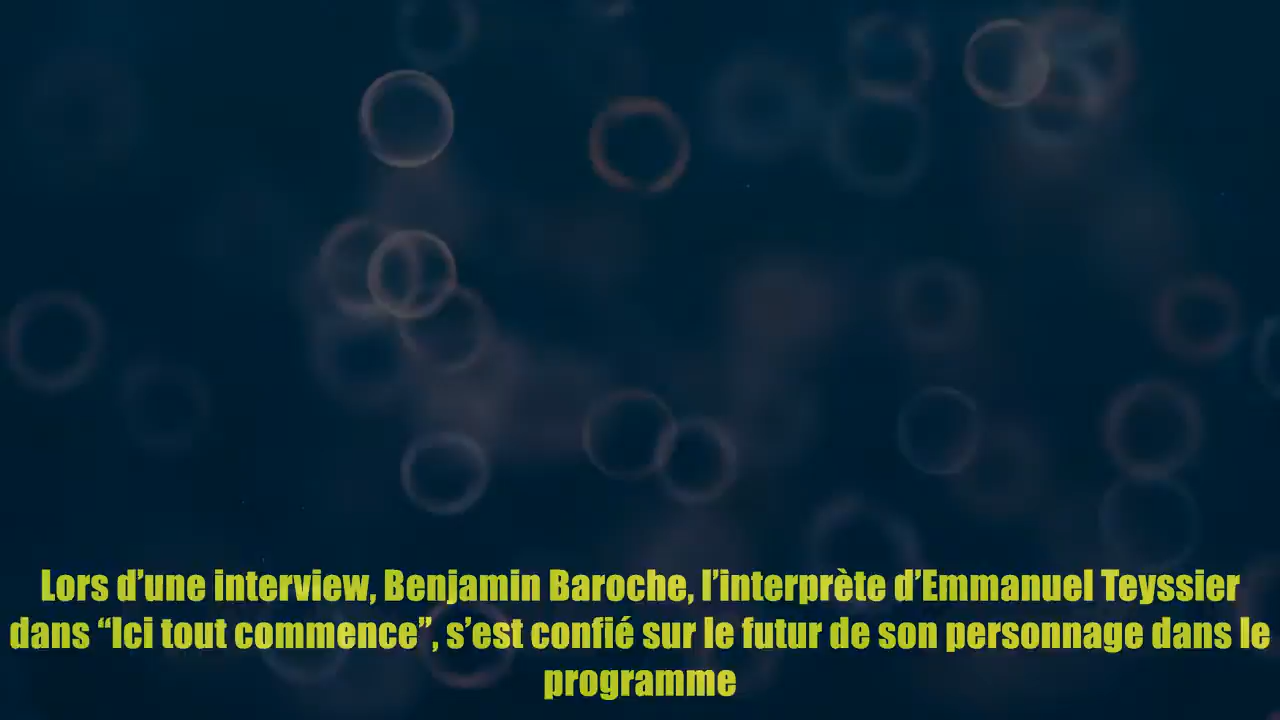 Lors d’une interview, Benjamin Baroche, l’interprète d’Emmanuel Teyssier
dans “Ici tout commence”, s’est confié sur le futur de son personnage dans le
programme